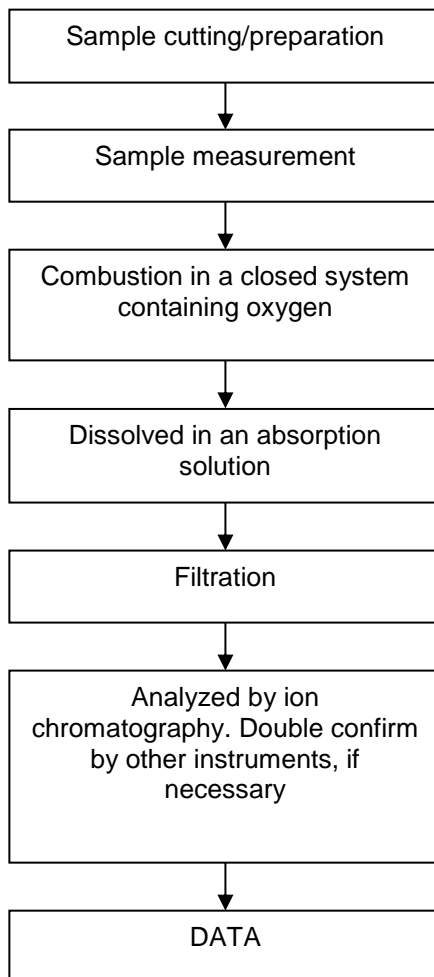 Sample cutting/preparation
Sample measurement
Combustion in a closed system
containing oxygen
Dissolved in an absorption
solution
Filtration
Analyzed by ion
chromatography. Double confirm
by other instruments, if
necessary
DATA